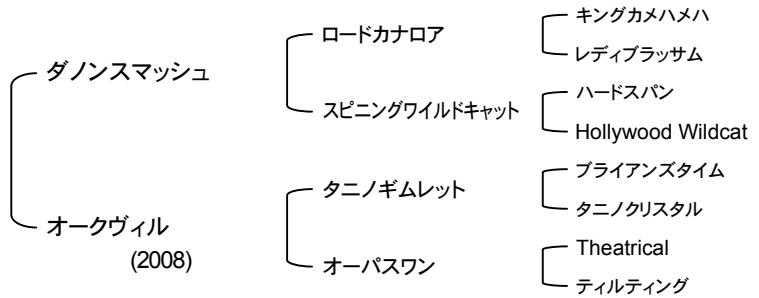 ダノンスマッシュ
ロードカナロア
キングカメハメハ
レディブラッサム
スピニングワイルドキャット
ハードスパン
Hollywood Wildcat
オークヴィル
(2008)
タニノギムレット
ブライアンズタイム
タニノクリスタル
オーパスワン
Theatrical
ティルティング